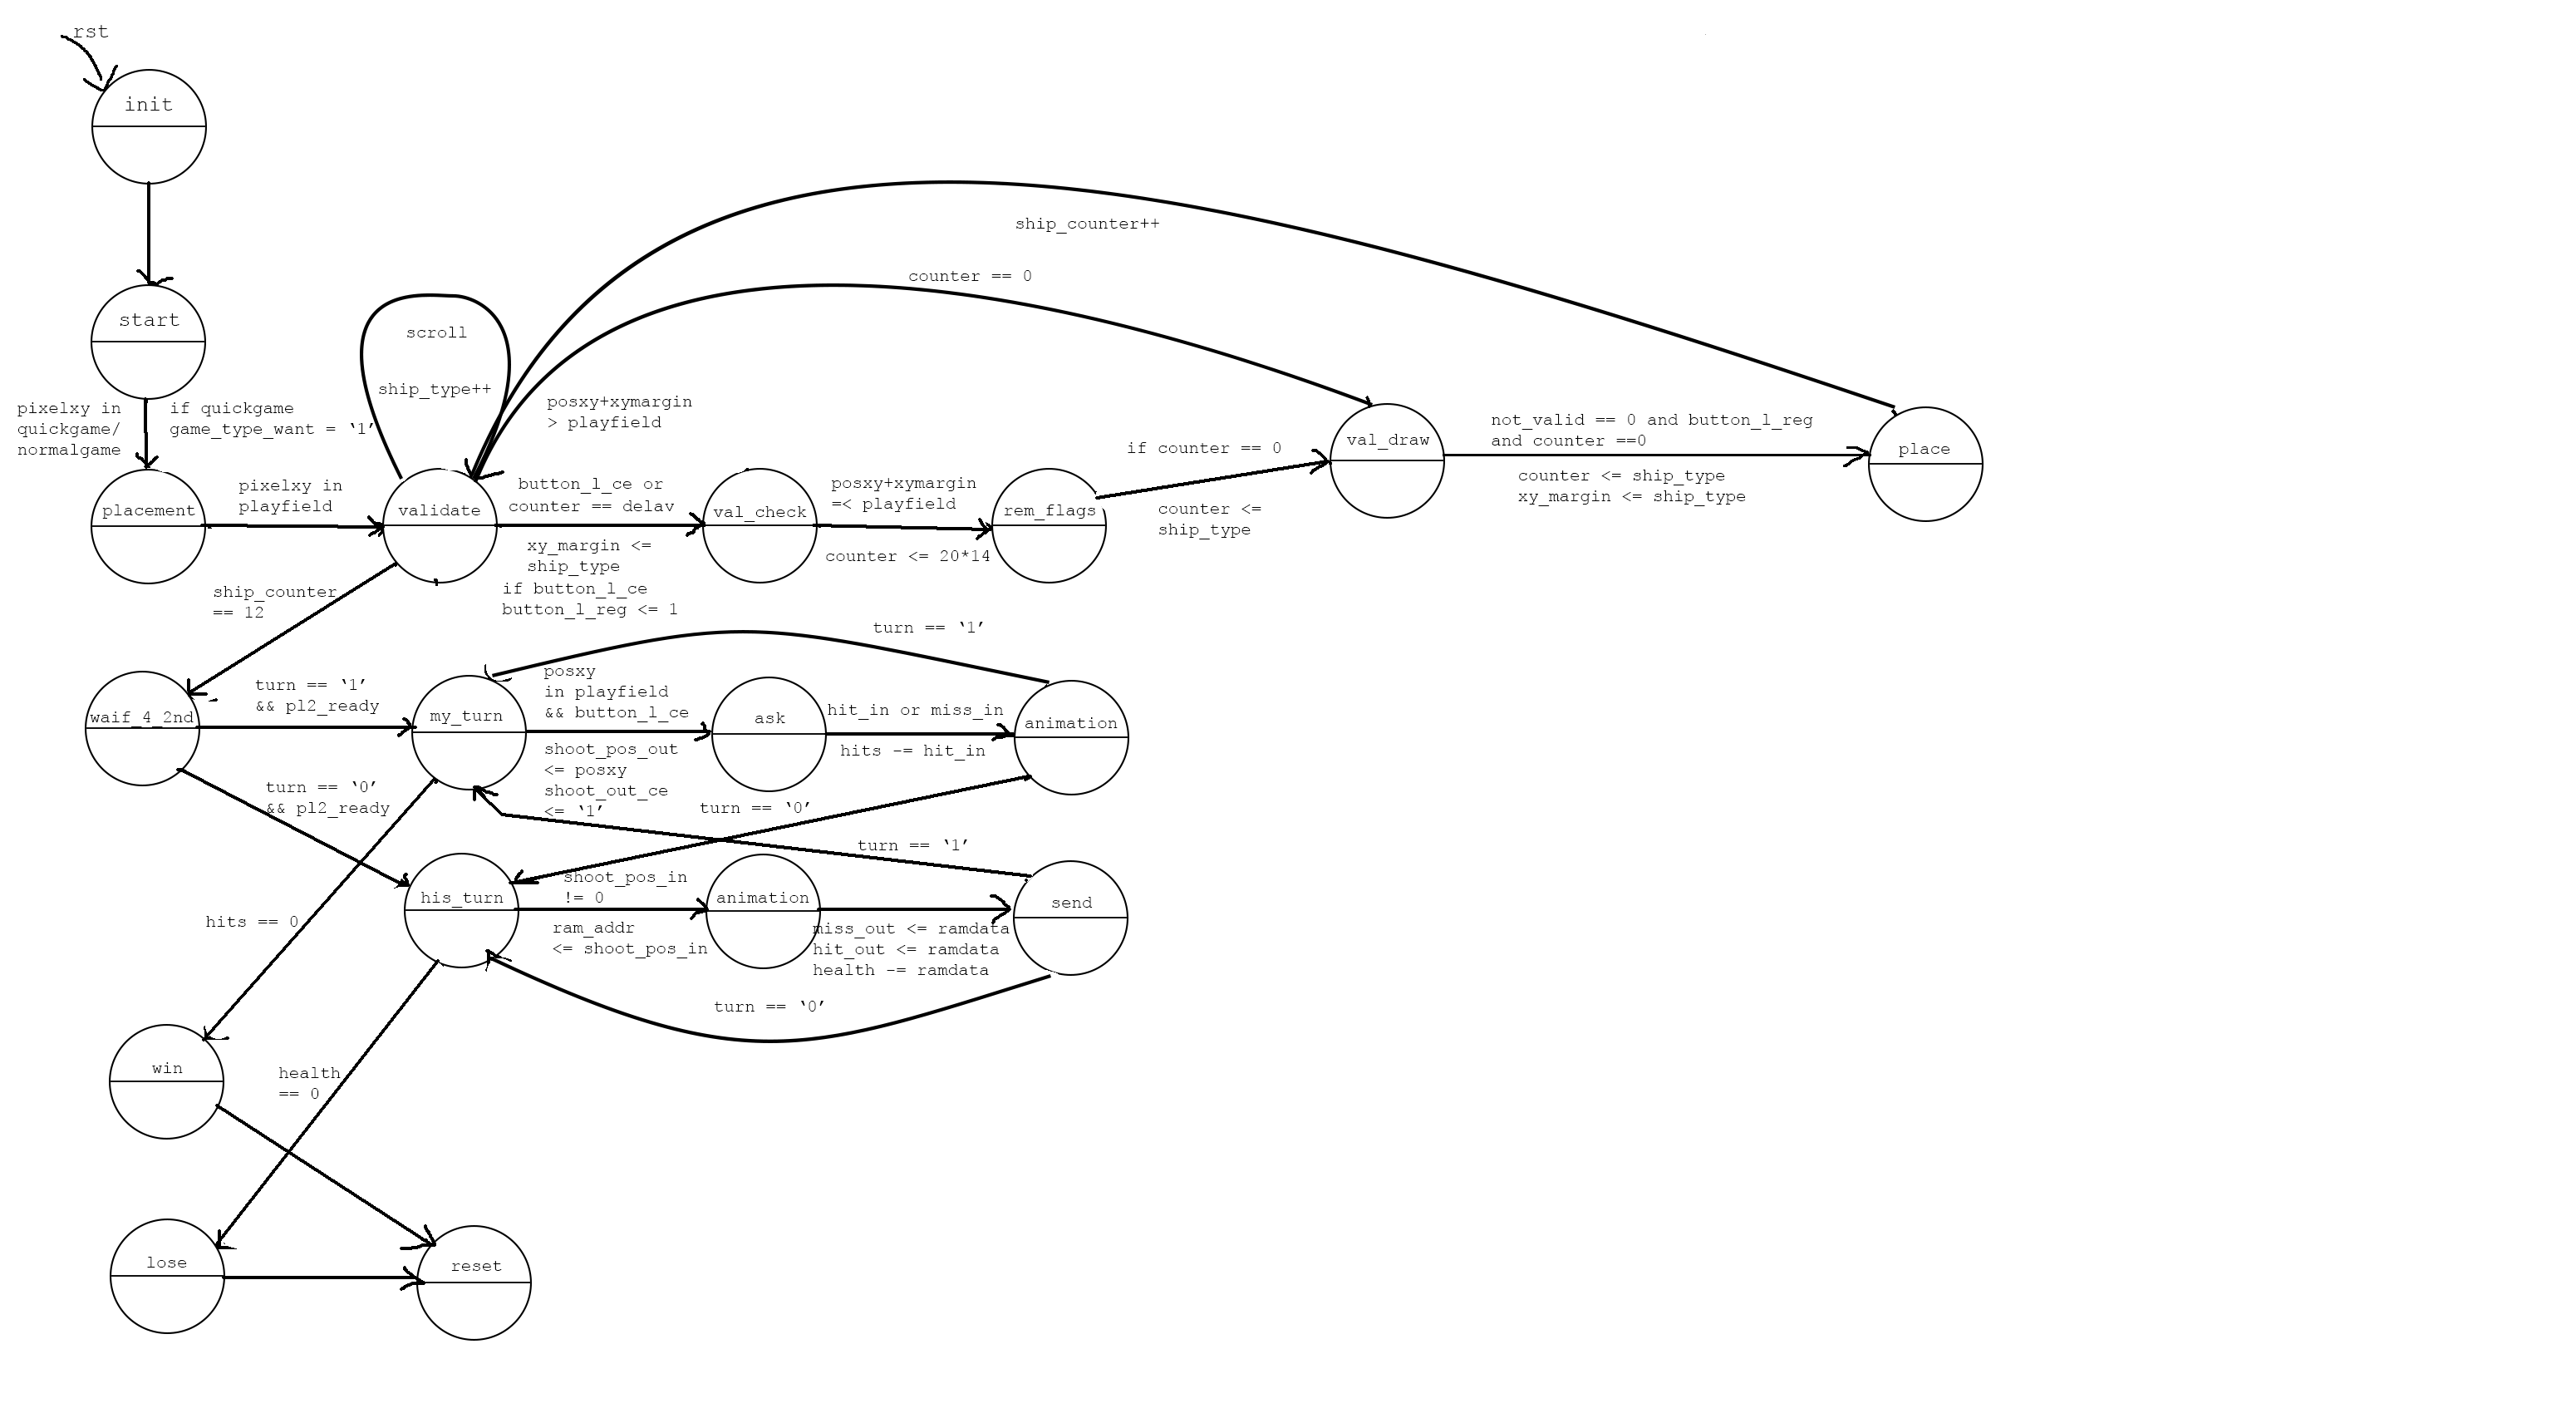 rst
init
start
pixelxy in
quickgame/
normalgame
if quickgame
game_type_want = ‘1’
placement
pixelxy in
playfield
scroll
ship_type++
validate
posxy+xymargin
> playfield
button_l_ce or
counter == delay
xy_margin <=
ship_type
if button_l_ce
button_l_reg <= 1
val_check
posxy+xymargin
=< playfield
counter <= 20*14
rem_flags
if counter == 0
counter <=
ship_type
val_draw
counter == 0
ship_counter++
not_valid == 0 and button_l_reg
and counter ==0
counter <= ship_type
xy_margin <= ship_type
place
ship_counter
== 12
waif_4_2nd
turn == ‘1’
&& pl2_ready
turn == ‘0’
&& pl2_ready
my_turn
posxy
in playfield
&& button_l_ce
shoot_pos_out
<= posxy
shoot_out_ce
<= ‘1’
ask
hit_in or miss_in
hits -= hit_in
animation
turn == ‘1’
turn == ‘0’
turn == ‘1’
his_turn
shoot_pos_in
!= 0
ram_addr
<= shoot_pos_in
animation
miss_out <= ramdata
hit_out <= ramdata
health -= ramdata
send
turn == ‘0’
hits == 0
win
health
== 0
lose
reset